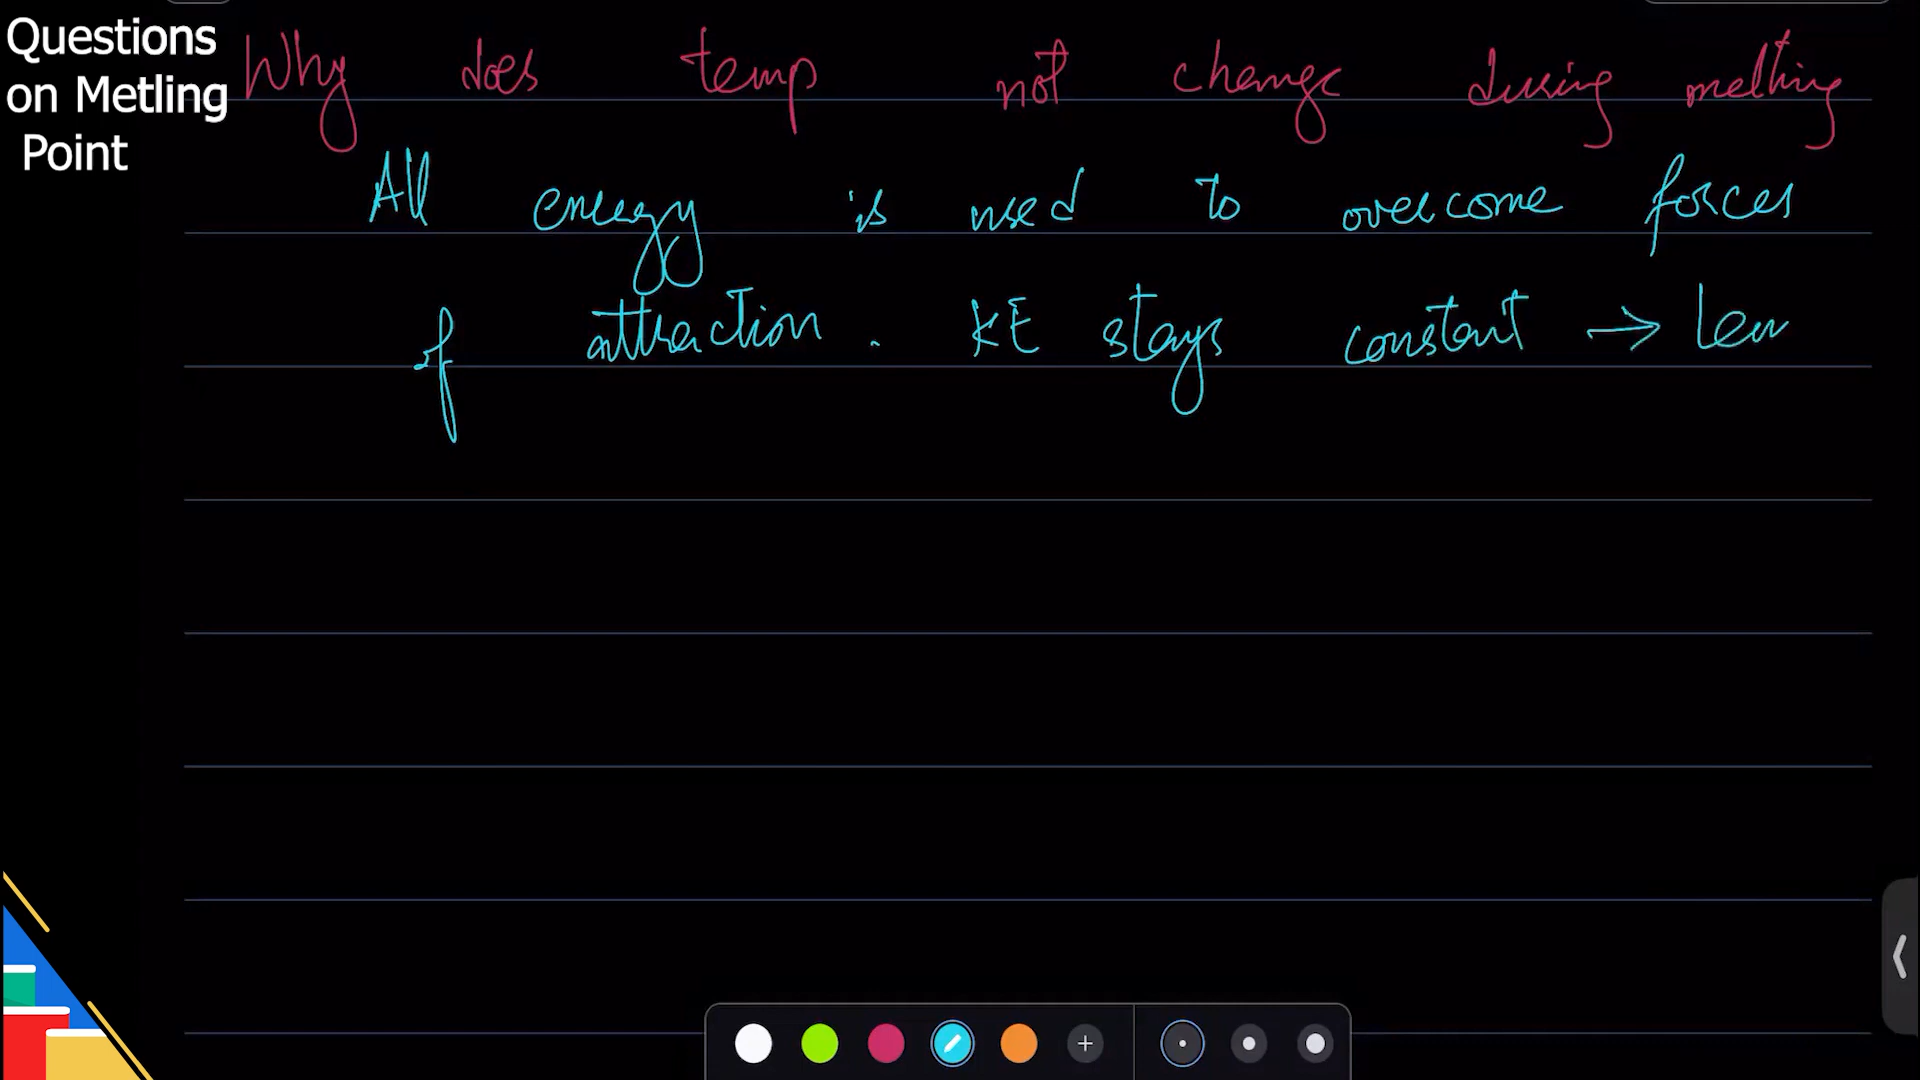 Questions
on Metling
Point
Why does temp not change during melting
All energy is used to overcome forces
of attraction. KE stays constant →